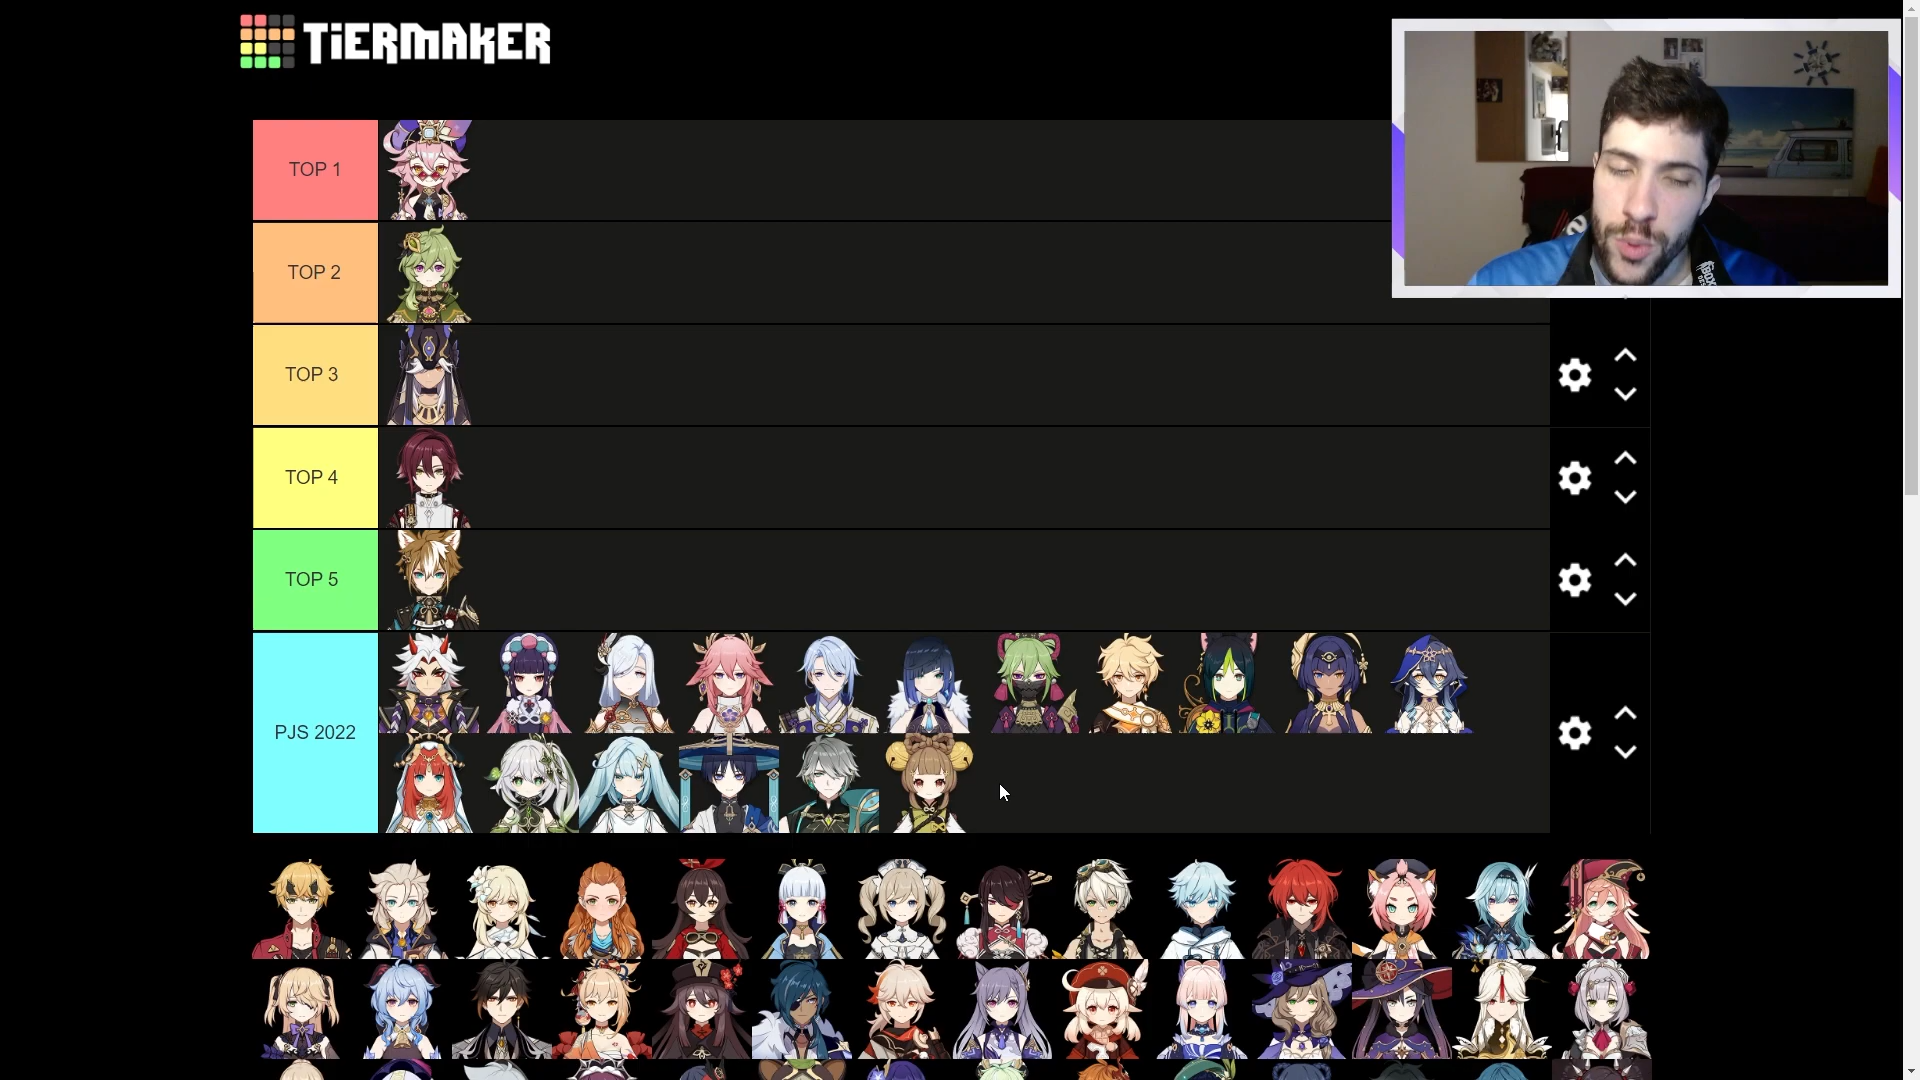 TiERMAKER
TOP 1
TOP 2
TOP 3
TOP 4
TOP 5
PJS 2022